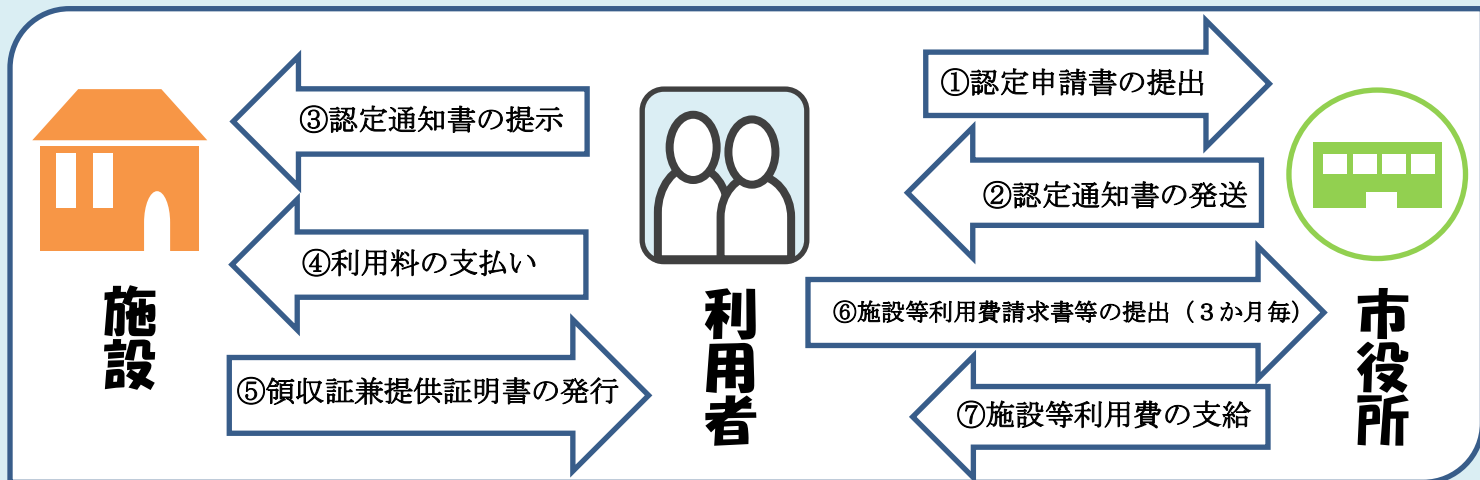 ①認定申請書の提出
③認定通知書の提示
②認定通知書の発送
④利用料の支払い
⑥施設等利用費請求書等の提出（３か月毎）
⑤領収証兼提供証明書の発行
⑦施設等利用費の支給
施設
利用者
市役所